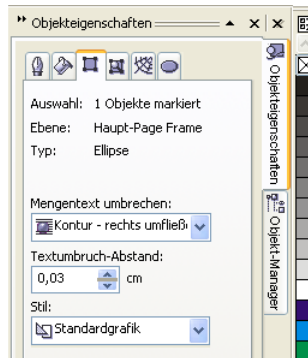 Objekteigenschaften
Auswahl: 1 Objekte markiert
Ebene: Haupt-Page Frame
Typ: Ellipse
Mengentext umbrechen:
Kontur - rechts umfließ
Textumbruch-Abstand:
0,03 cm
Stil:
Standardgrafik
Objekteigenschaften
Objekt-Manager